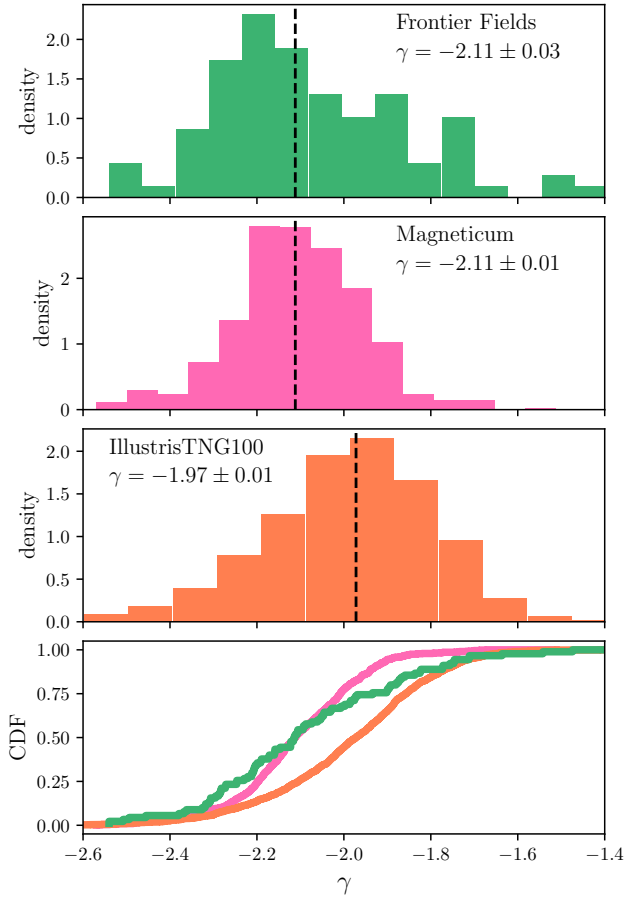 Frontier Fields
γ = −2.11 ± 0.03
density
2.0
1.5
1.0
0.5
0.0
Magneticum
γ = −2.11 ± 0.01
density
2
1
0
IllustrisTNG100
γ = −1.97 ± 0.01
density
2.0
1.5
1.0
0.5
0.0
CDF
1.00
0.75
0.50
0.25
0.00
−2.6 −2.4 −2.2 −2.0 −1.8 −1.6 −1.4
γ